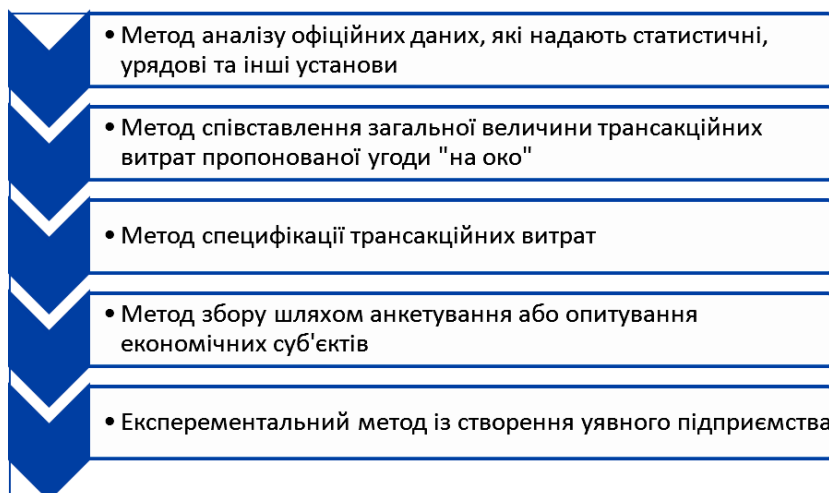 • Метод аналізу офіційних даних, які надають статистичні,
урядові та інші установи
• Метод співставлення загальної величини трансакційних
витрат пропонованої угоди "на око"
• Метод специфікації трансакційних витрат
• Метод збору шляхом анкетування або опитування
економічних суб'єктів
• Експерементальний метод із створення уявного підприємства